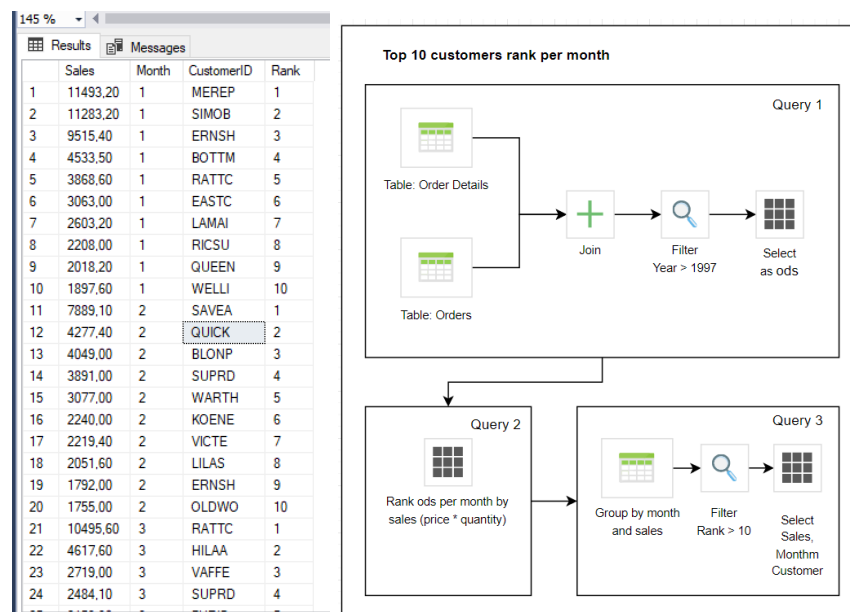 145 %
Results Messages
Sales Month CustomerID Rank
1 11493,20 1 MEREP 1
2 11283,20 1 SIMOB 2
3 9515,40 1 ERNSH 3
4 4533,50 1 BOTTM 4
5 3868,60 1 RATTC 5
6 3063,00 1 EASTC 6
7 2603,20 1 LAMAI 7
8 2208,00 1 RICSU 8
9 2018,20 1 QUEEN 9
10 1897,60 1 WELLI 10
11 7889,10 2 SAVEA 1
12 4277,40 2 QUICK 2
13 4049,00 2 BLONP 3
14 3891,00 2 SUPRD 4
15 3077,00 2 WARTH 5
16 2240,00 2 KOENE 6
17 2219,40 2 VICTE 7
18 2051,60 2 LILAS 8
19 1792,00 2 ERNSH 9
20 1755,00 2 OLDWO 10
21 10495,60 3 RATTC 1
22 4617,60 3 HILAA 2
23 2719,00 3 VAFFE 3
24 2484,10 3 SUPRD 4
Top 10 customers rank per month
Query 1
Table: Order Details
Table: Orders
Join
Filter
Year > 1997
Select
as ods
Query 2
Rank ods per month by
sales (price * quantity)
Query 3
Group by month
and sales
Filter
Rank > 10
Select
Sales,
Monthm
Customer